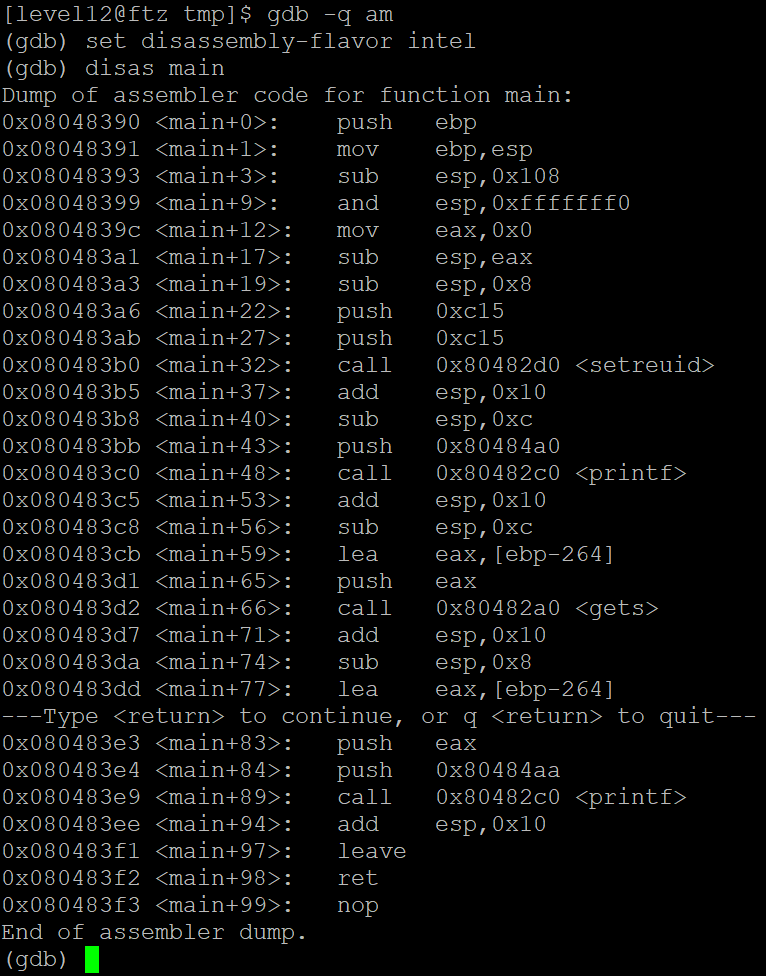 [level12@ftz tmp]$ gdb -q am
(gdb) set disassembly-flavor intel
(gdb) disas main
Dump of assembler code for function main:
0x08048390 <main+0>:    push   ebp
0x08048391 <main+1>:    mov    ebp,esp
0x08048393 <main+3>:    sub    esp,0x108
0x08048399 <main+9>:    and    esp,0xfffffff0
0x0804839c <main+12>:   mov    eax,0x0
0x080483a1 <main+17>:   sub    esp,eax
0x080483a3 <main+19>:   sub    esp,0x8
0x080483a6 <main+22>:   push   0xc15
0x080483ab <main+27>:   push   0xc15
0x080483b0 <main+32>:   call   0x80482d0 <setreuid>
0x080483b5 <main+37>:   add    esp,0x10
0x080483b8 <main+40>:   sub    esp,0xc
0x080483bb <main+43>:   push   0x80484a0
0x080483c0 <main+48>:   call   0x80482c0 <printf>
0x080483c5 <main+53>:   add    esp,0x10
0x080483c8 <main+56>:   sub    esp,0xc
0x080483cb <main+59>:   lea    eax,[ebp-264]
0x080483d1 <main+65>:   push   eax
0x080483d2 <main+66>:   call   0x80482a0 <gets>
0x080483d7 <main+71>:   add    esp,0x10
0x080483da <main+74>:   sub    esp,0x8
0x080483dd <main+77>:   lea    eax,[ebp-264]
---Type <return> to continue, or q <return> to quit---
0x080483e3 <main+83>:   push   eax
0x080483e4 <main+84>:   push   0x80484aa
0x080483e9 <main+89>:   call   0x80482c0 <printf>
0x080483ee <main+94>:   add    esp,0x10
0x080483f1 <main+97>:   leave
0x080483f2 <main+98>:   ret
0x080483f3 <main+99>:   nop
End of assembler dump.
(gdb)